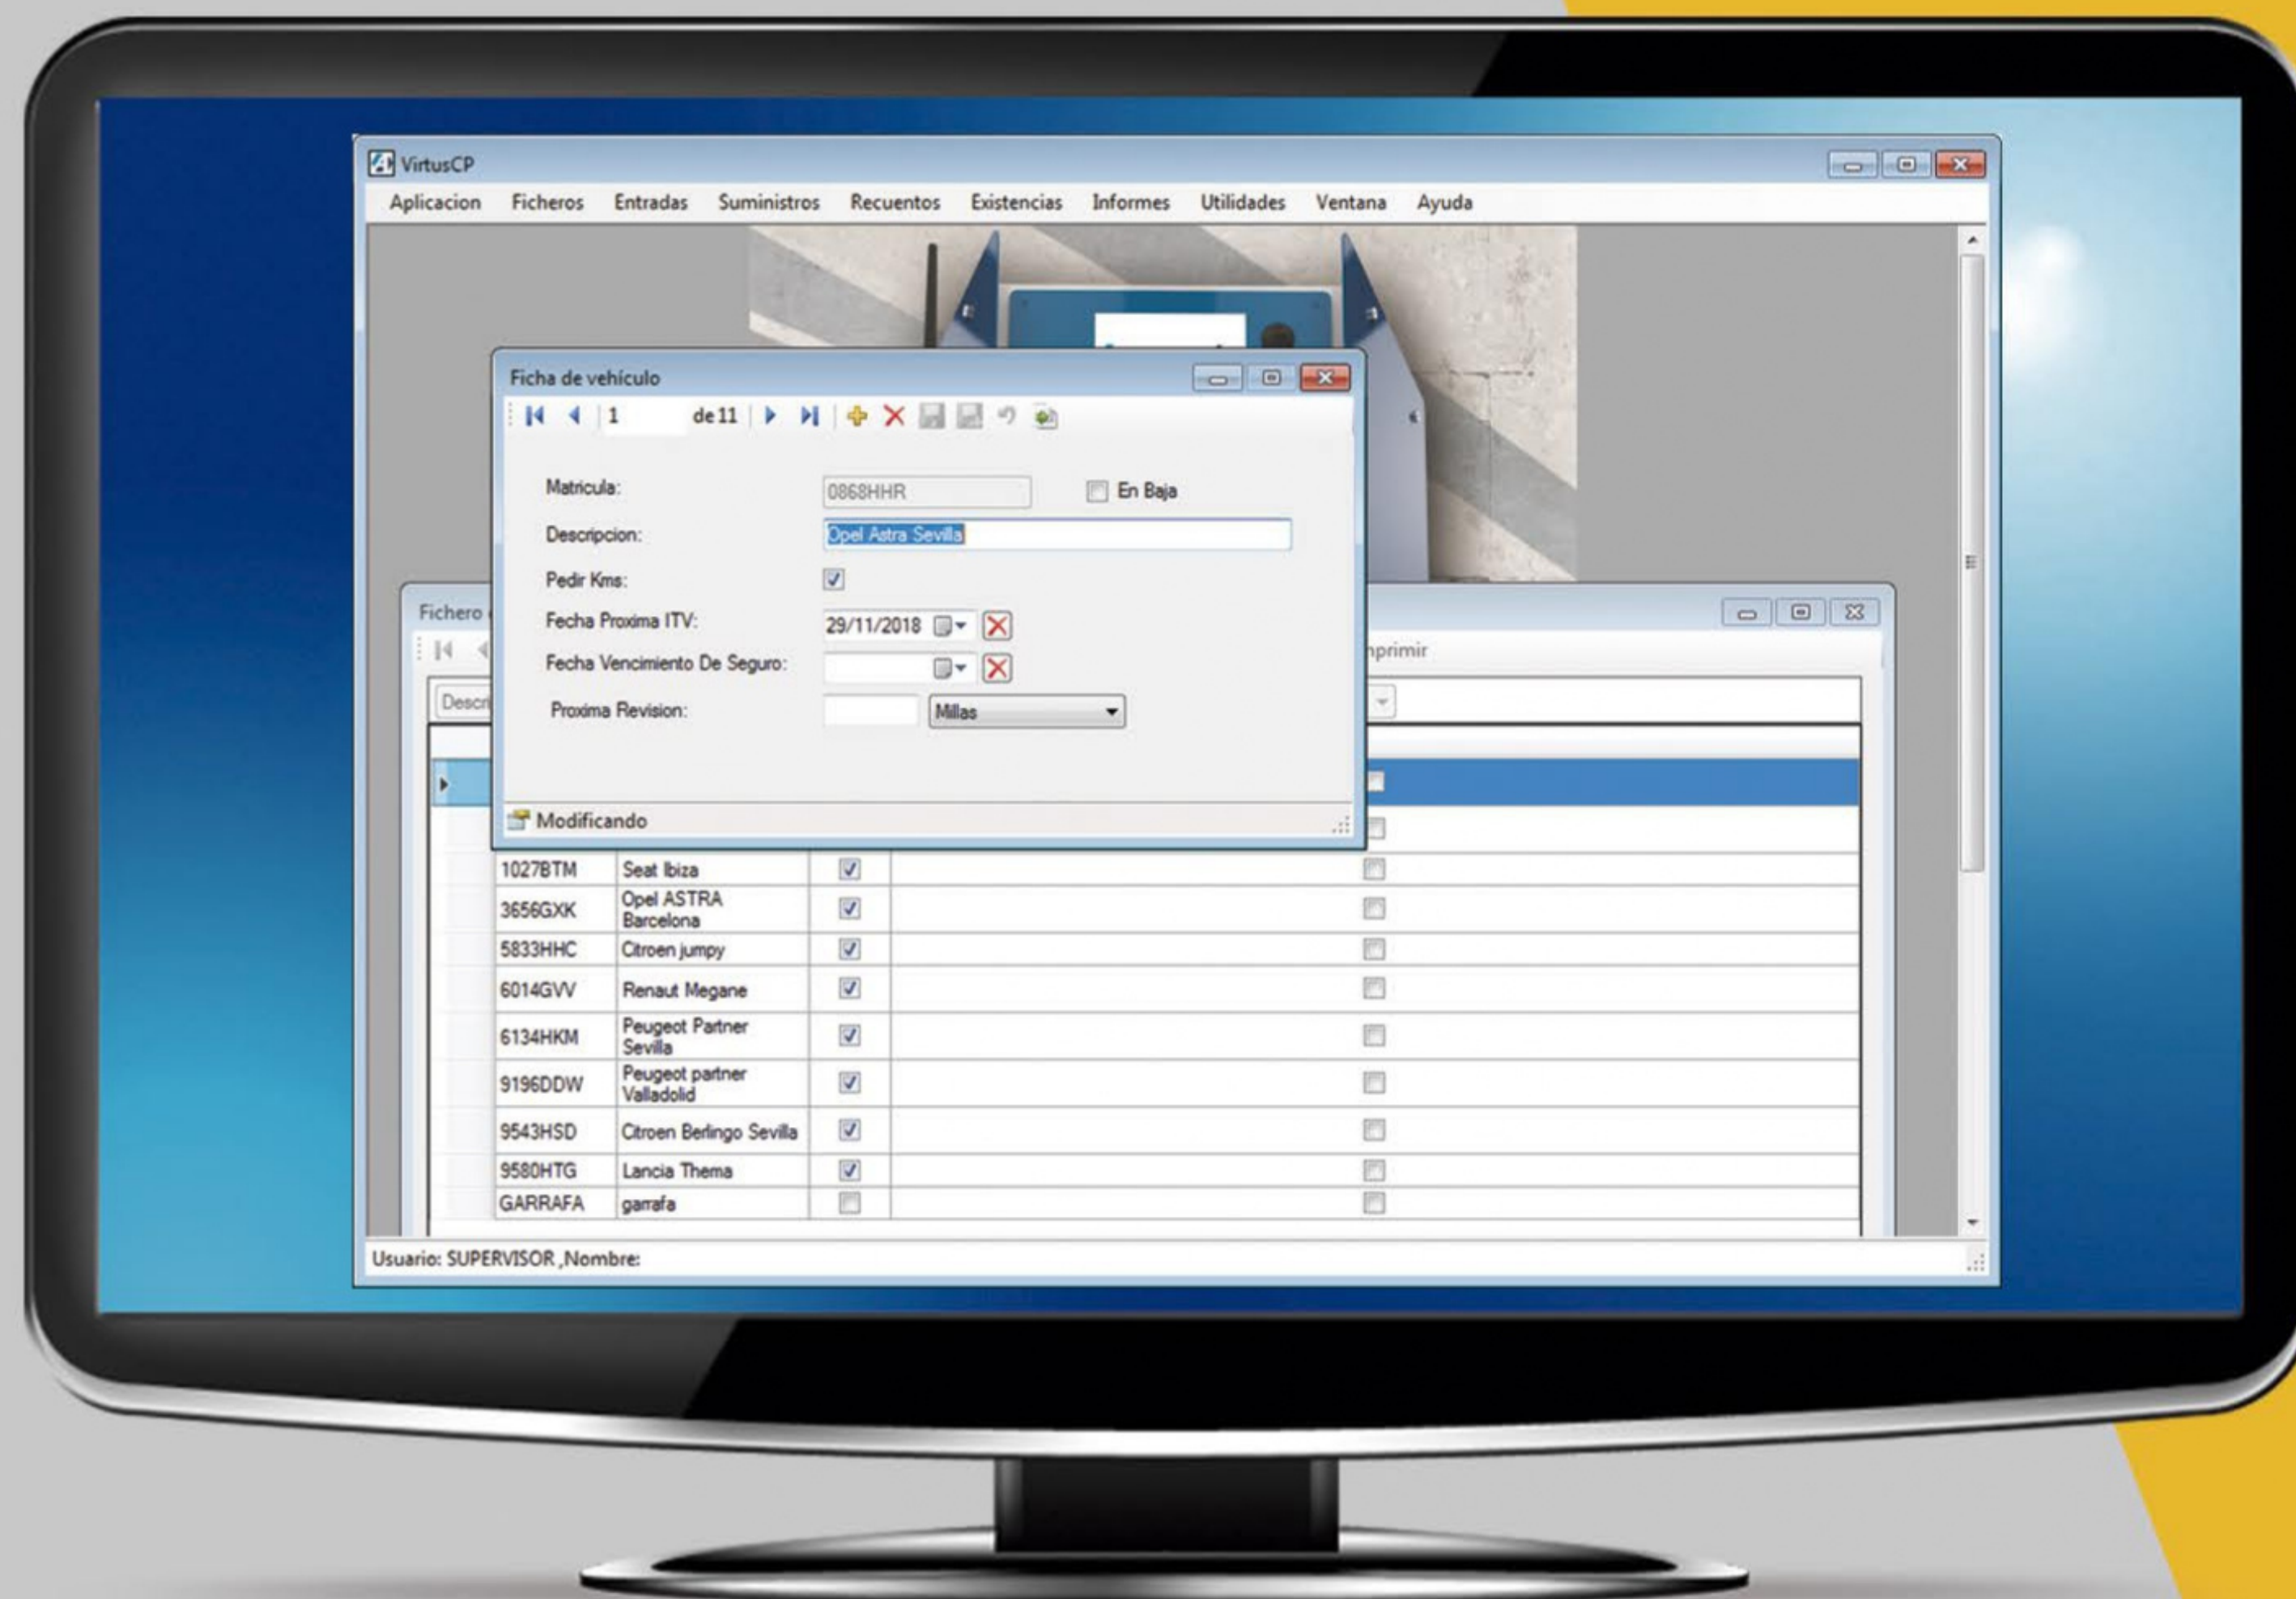 VirtusCP
Aplicacion Ficheros Entradas Suministros Recuentos Existencias Informes Utilidades Ventana Ayuda
Ficha de vehículo
1 de 11
Matricula: 0868HHR En Baja
Descripcion: Opel Astra Sevilla
Pedir Kms:
Fecha Proxima ITV: 29/11/2018
Fecha Vencimiento De Seguro:
Proxima Revision: Millas
Modificando
Fichero
1027BTM Seat Ibiza
3656GXK Opel ASTRA
Barcelona
5833HHC Citroen jumpy
6014GVV Renaut Megane
6134HKM Peugeot Partner
Sevilla
9196DDW Peugeot partner
Valladolid
9543HSD Citroen Berlingo Sevilla
9580HTG Lancia Thema
GARRAFA garrafa
Usuario: SUPERVISOR ,Nombre: